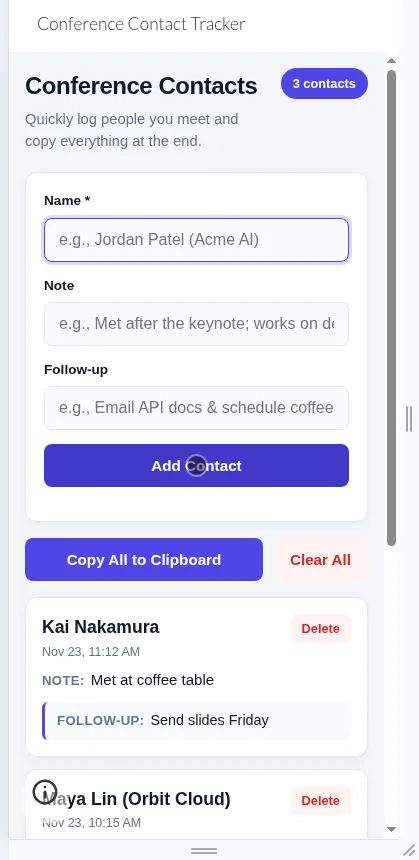 Conference Contact Tracker
Conference Contacts
3 contacts
Quickly log people you meet and
copy everything at the end.
Name *
e.g., Jordan Patel (Acme AI)
Note
e.g., Met after the keynote; works on de
Follow-up
e.g., Email API docs & schedule coffee
Add Contact
Copy All to Clipboard
Clear All
Kai Nakamura
Delete
Nov 23, 11:12 AM
NOTE: Met at coffee table
FOLLOW-UP: Send slides Friday
Maya Lin (Orbit Cloud)
Delete
Nov 23, 10:15 AM